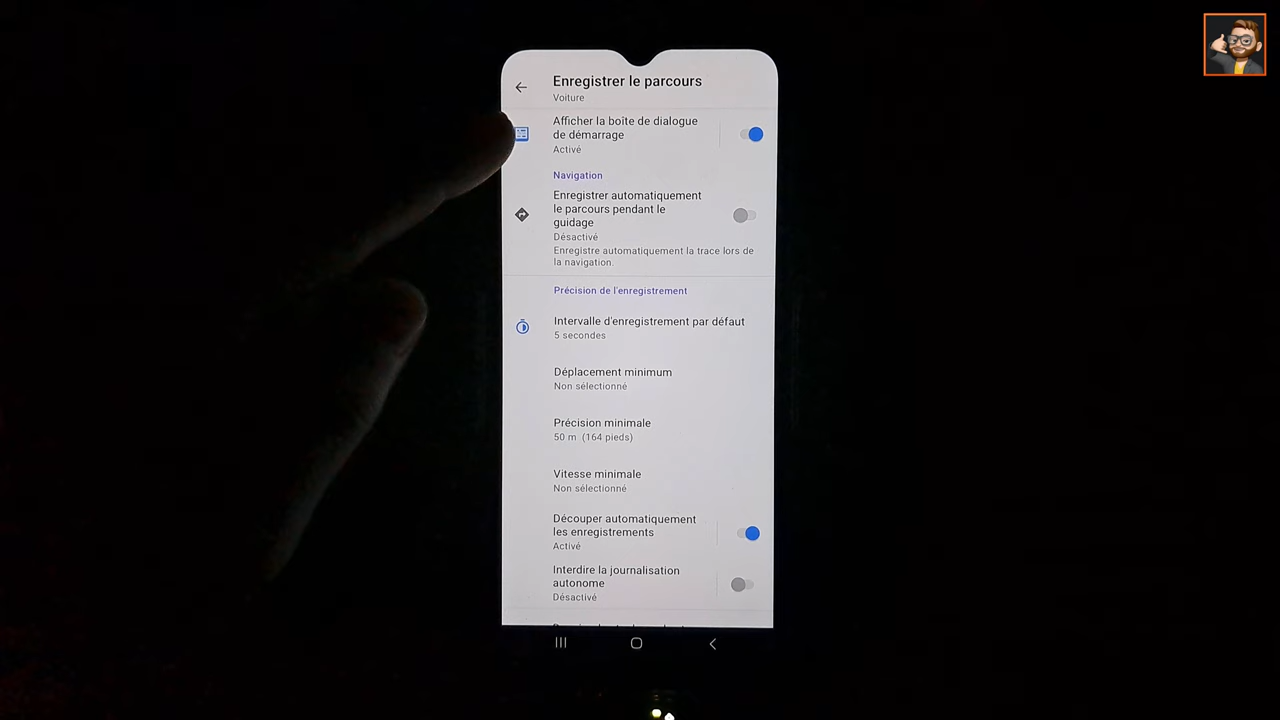 Enregistrer le parcours
Voiture
Afficher la boîte de dialogue
de démarrage
Activé
Navigation
Enregistrer automatiquement
le parcours pendant le
guidage
Désactivé
Enregistre automatiquement la trace lors de
la navigation.
Précision de l'enregistrement
Intervalle d'enregistrement par défaut
5 secondes
Déplacement minimum
Non sélectionné
Précision minimale
50 m (164 pieds)
Vitesse minimale
Non sélectionné
Découper automatiquement
les enregistrements
Activé
Interdire la journalisation
autonome
Désactivé